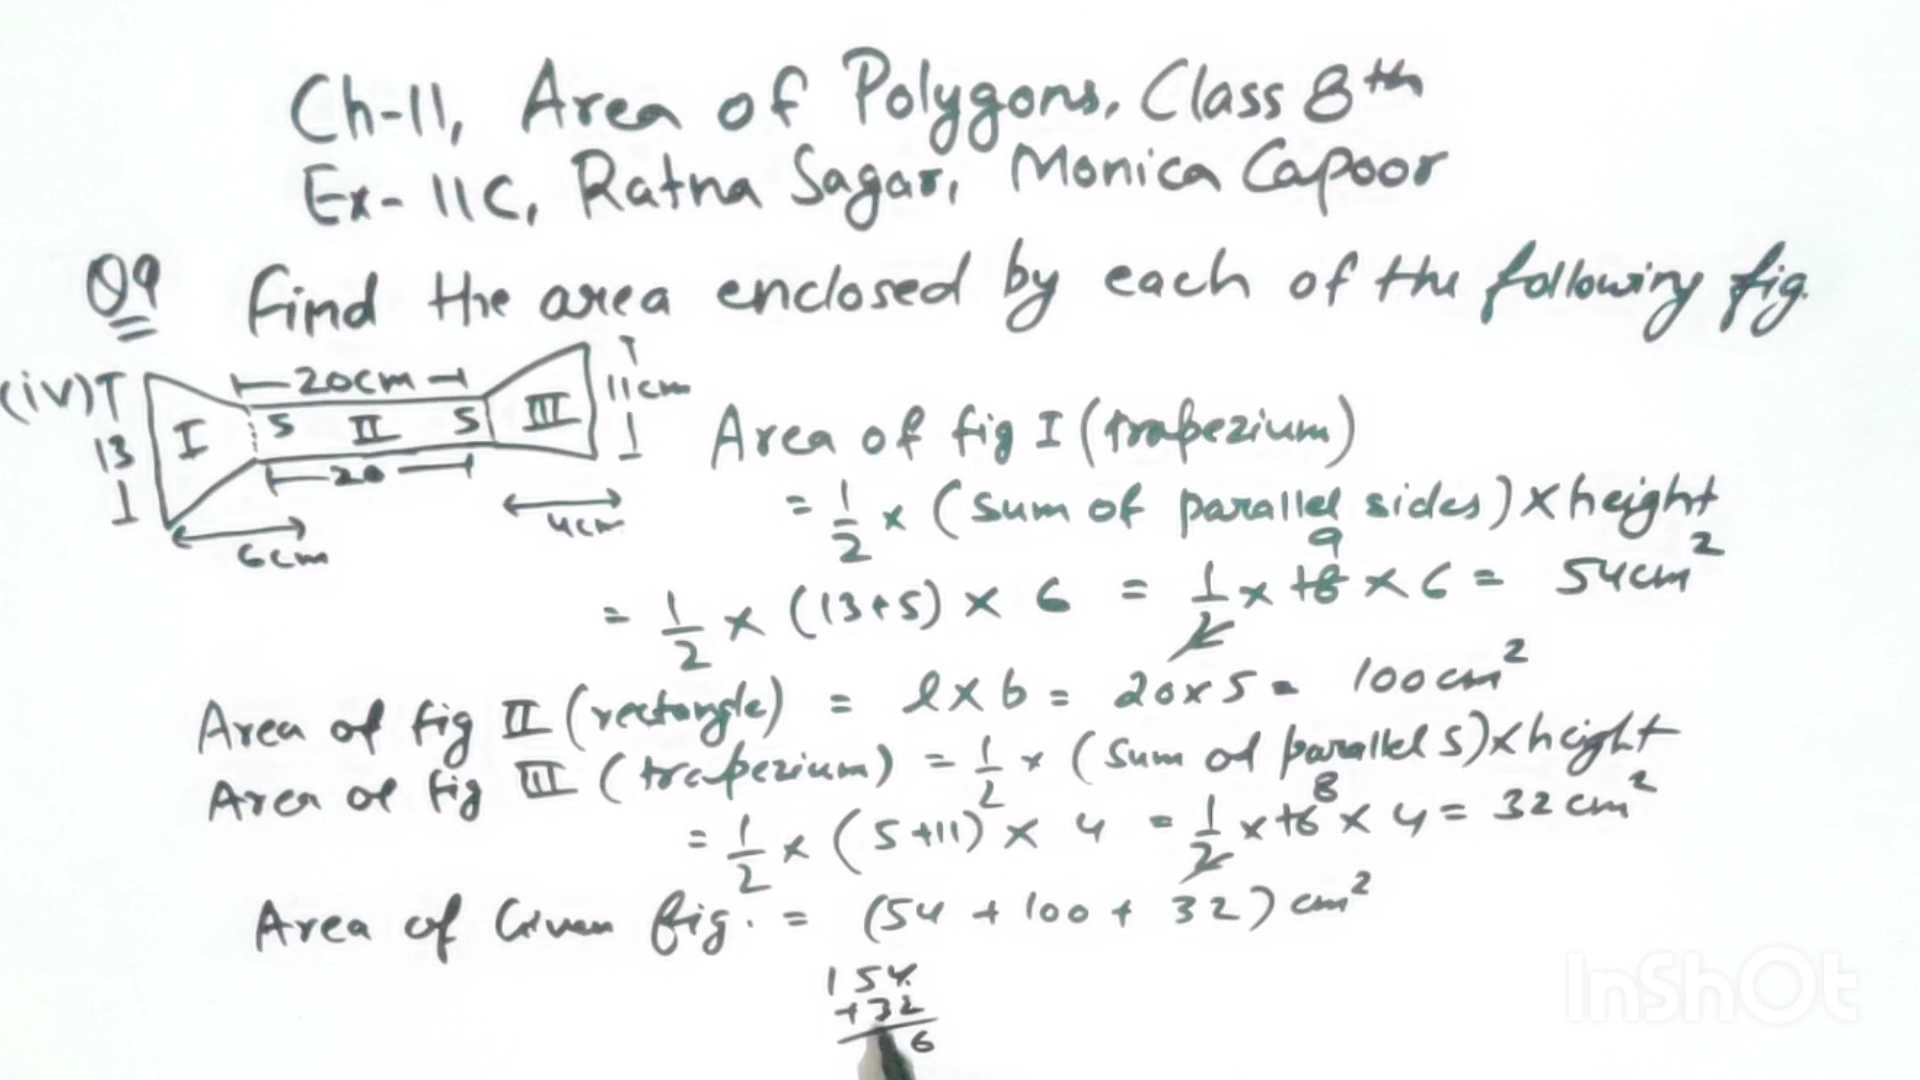 Ch-11, Area of Polygons, Class 8th
Ex- 11C, Ratna Sagar, Monica Capoor
Q9 Find the area enclosed by each of the following fig.
(iv) 20cm 11cm
13 I 5 II 5 III
20
6cm 4cm
Area of fig I (trapezium)
= 1/2 × (sum of parallel sides) × height
= 1/2 × (13+5) × 6 = 1/2 × 18 9 × 6 = 54cm²
Area of fig II (rectangle) = l×b = 20×5 = 100cm²
Area of fig III (trapezium) = 1/2 × (sum of parallel s) × height
= 1/2 × (5+11) × 4 = 1/2 × 16 8 × 4 = 32cm²
Area of Given fig. = (54 + 100 + 32) cm²
154
+32
6
InShOt